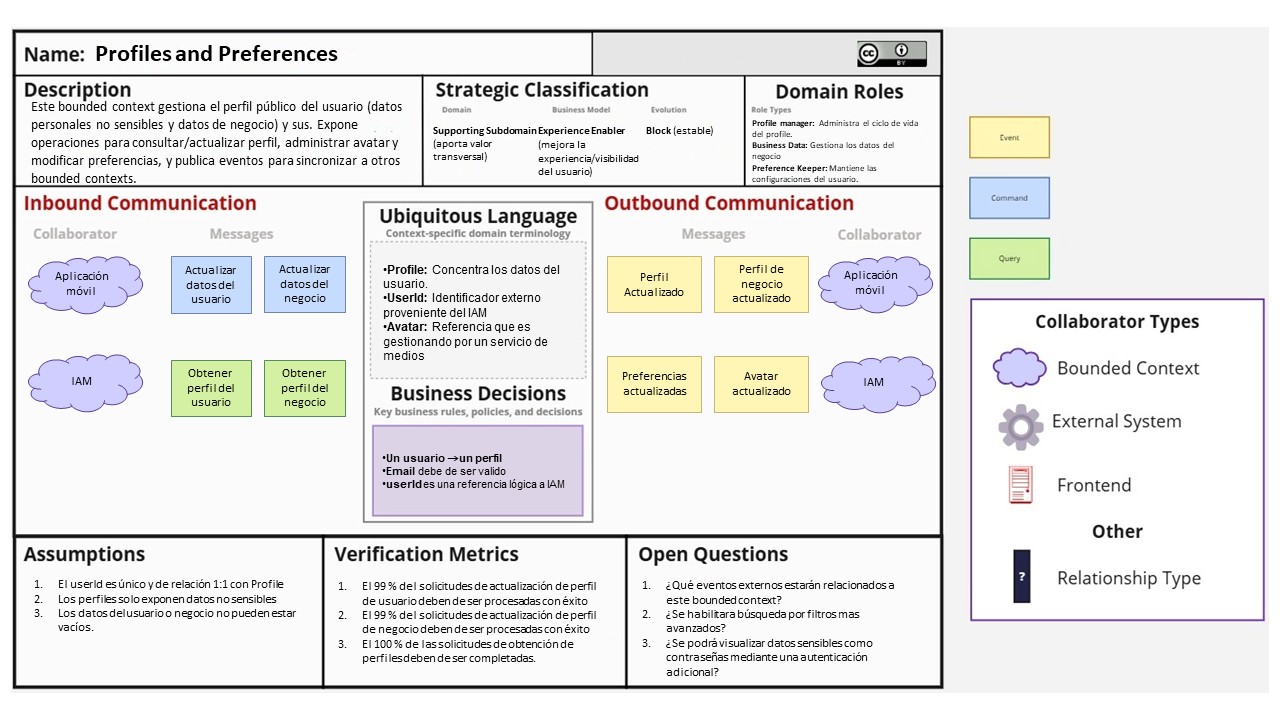 Name: Profiles and Preferences
CC
BY
Description
Este bounded context gestiona el perfil público del usuario (datos
personales no sensibles y datos de negocio) y sus. Expone
operaciones para consultar/actualizar perfil, administrar avatar y
modificar preferencias, y publica eventos para sincronizar a otros
bounded contexts.
Strategic Classification
Domain
Supporting Subdomain
(aporta valor
transversal)
Business Model
Experience Enabler
(mejora la
experiencia/visibilidad
del usuario)
Evolution
Block (estable)
Domain Roles
Role Types
Profile manager: Administra el ciclo de vida
del profile.
Business Data: Gestiona los datos del
negocio
Preference Keeper: Mantiene las
configuraciones del usuario.
Inbound Communication
Collaborator
Messages
Aplicación
móvil
Actualizar
datos del
usuario
Actualizar
datos del
negocio
IAM
Obtener
perfil del
usuario
Obtener
perfil del
negocio
Ubiquitous Language
Context-specific domain terminology
•Profile: Concentra los datos del
usuario.
•UserId: Identificador externo
proveniente del IAM
•Avatar: Referencia que es
gestionando por un servicio de
medios
Business Decisions
Key business rules, policies, and decisions
•Un usuario →un perfil
•Email debe de ser valido
•userId es una referencia lógica a IAM
Outbound Communication
Messages
Collaborator
Perfil
Actualizado
Perfil de
negocio
actualizado
Aplicación
móvil
Preferencias
actualizadas
Avatar
actualizado
IAM
Assumptions
1. El userId es único y de relación 1:1 con Profile
2. Los perfiles solo exponen datos no sensibles
3. Los datos del usuario o negocio no pueden estar
vacíos.
Verification Metrics
1. El 99 % del solicitudes de actualización de perfil
de usuario deben de ser procesadas con éxito
2. El 99 % del solicitudes de actualización de perfil
de negocio deben de ser procesadas con éxito
3. El 100 % de las solicitudes de obtención de
perfiles deben de ser completadas.
Open Questions
1. ¿Qué eventos externos estarán relacionados a
este bounded context?
2. ¿Se habilitara búsqueda por filtros mas
avanzados?
3. ¿Se podrá visualizar datos sensibles como
contraseñas mediante una autenticación
adicional?
Event
Command
Query
Collaborator Types
Bounded Context
External System
Frontend
Other
?
Relationship Type